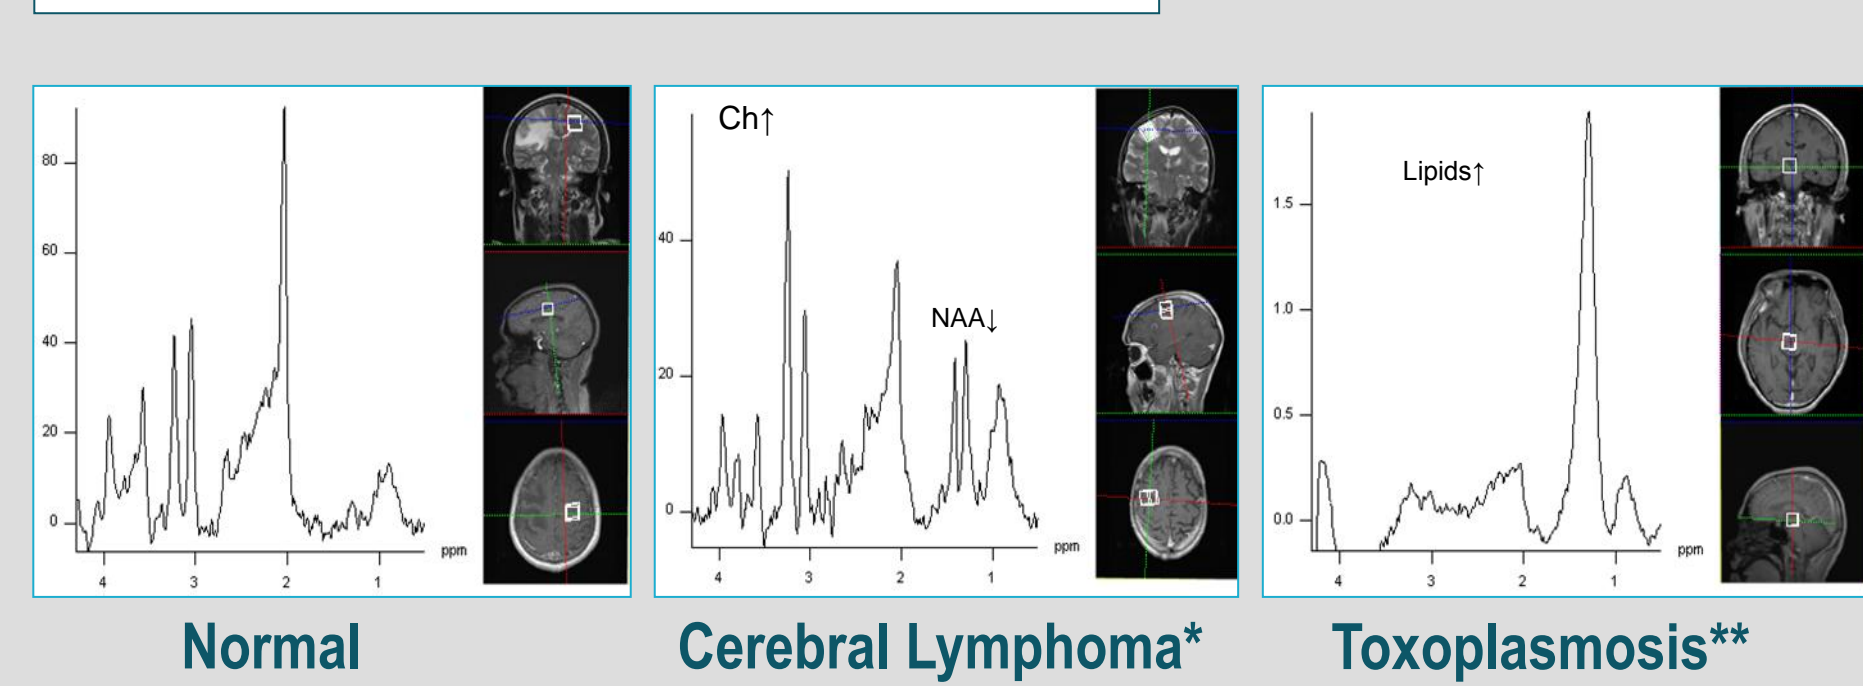 Ch↑
NAA↓
Lipids↑
80
60
40
20
0
4 3 2 1 ppm
40
20
0
4 3 2 1 ppm
1.5
1.0
0.5
0.0
4 3 2 1 ppm
Normal
Cerebral Lymphoma*
Toxoplasmosis**